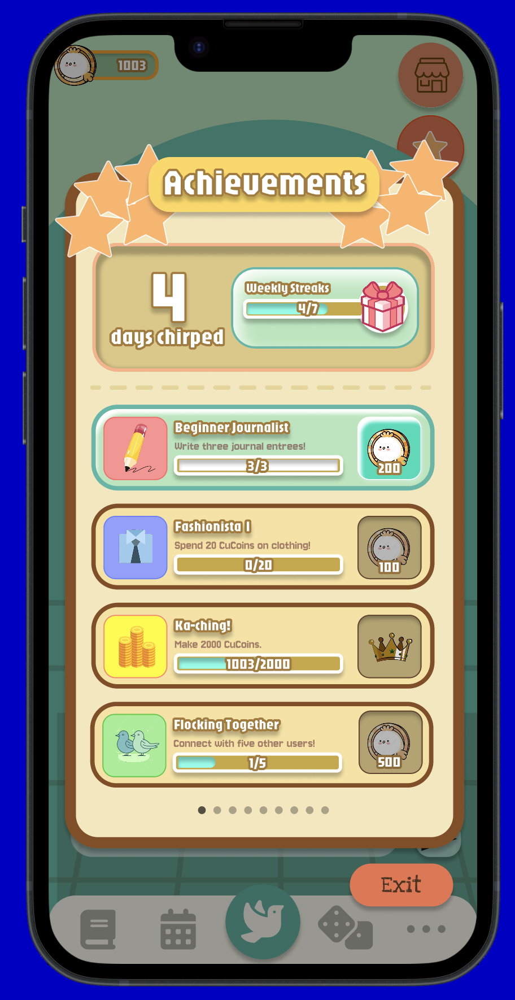 1003
Achievements
4
days chirped
Weekly Streaks
4/7
Beginner Journalist
Write three journal entrees!
3/3
200
Fashionista I
Spend 20 CuCoins on clothing!
0/20
100
Ka-ching!
Make 2000 CuCoins.
1003/2000
Flocking Together
Connect with five other users!
1/5
500
Exit